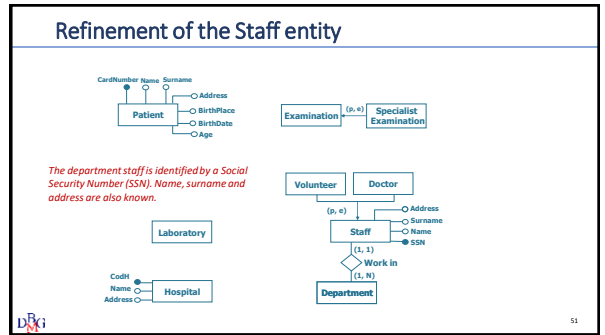 Refinement of the Staff entity
CardNumber Name Surname
Address
BirthPlace
BirthDate
Age
Patient
Examination
(p, e)
Specialist
Examination
The department staff is identified by a Social
Security Number (SSN). Name, surname and
address are also known.
Volunteer
Doctor
(p, e)
Address
Surname
Name
SSN
Staff
Laboratory
(1, 1)
Work in
(1, N)
CodH
Name
Address
Hospital
Department
DBMG
51